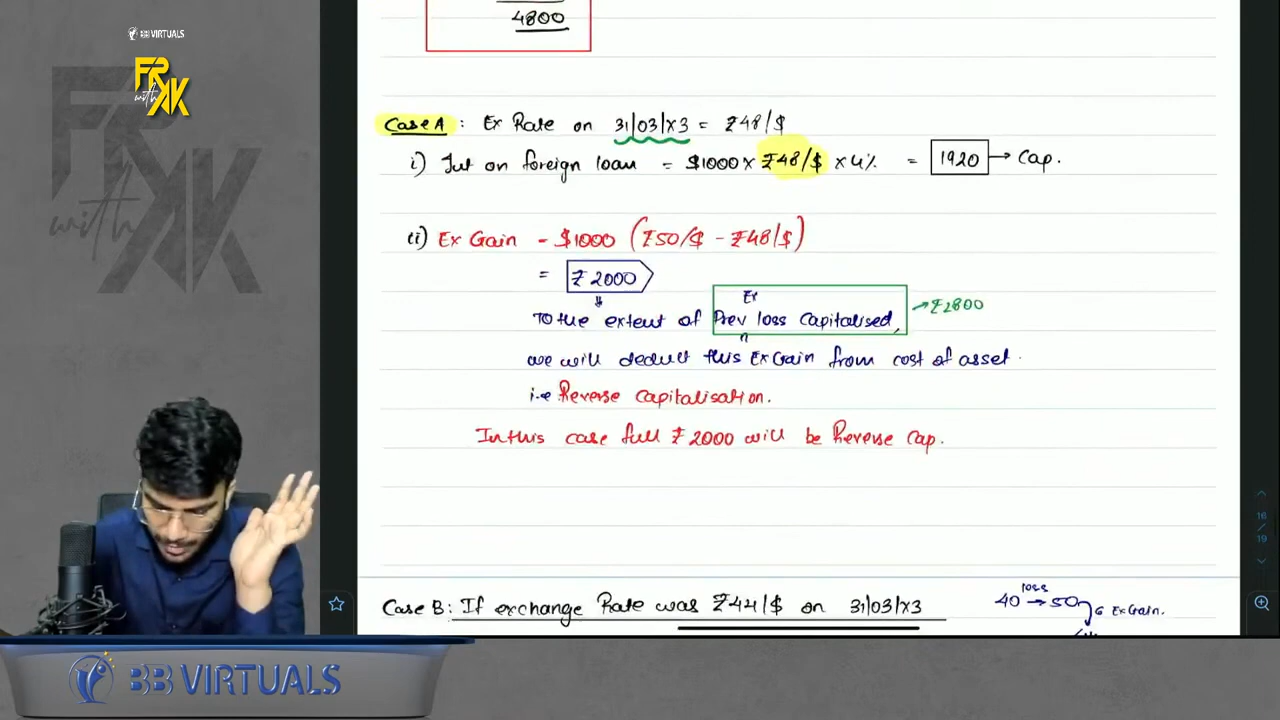 4800
BB VIRTUALS
FR with AK
Case A : Ex Rate on 31/03/X3 = ₹48/$
i) Int on foreign loan = $1000 x ₹48/$ x 4% = 1920 → Cap.
ii) Ex Gain = $1000 (₹50/$ - ₹48/$)
= ₹2000
Ex
To the extent of Prev loss Capitalised, → ₹2800
we will deduct this Ex Gain from cost of asset.
i.e Reverse Capitalisation.
In this case full ₹2000 will be Reverse Cap.
loss
Case B: If exchange Rate was ₹44/$ on 31/03/X3 40 → 50 G Ex Gain.
16
/
19
BB VIRTUALS